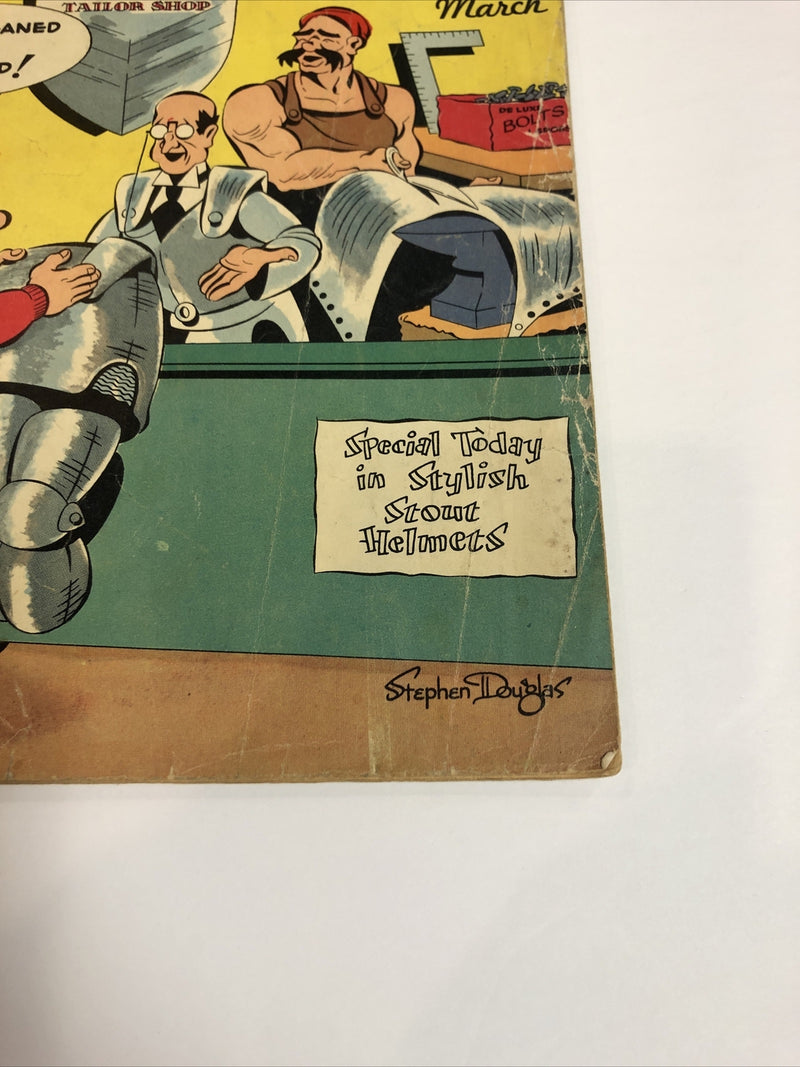 TAILOR SHOP
March
ANED
D!
DE LUXE
BOLTS
Special Today
in Stylish
Stout
Helmets
Stephen Douglas